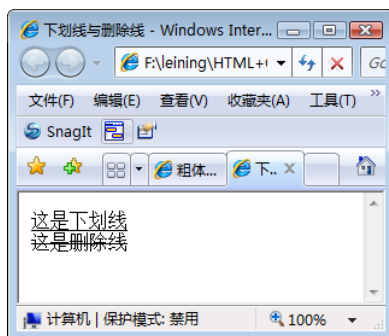 下划线与删除线 - Windows Inter...
F:\leining\HTML+
文件(F) 编辑(E) 查看(V) 收藏夹(A) 工具(T) »
SnagIt
粗体... 下..
这是下划线
这是删除线
计算机 | 保护模式: 禁用 100%